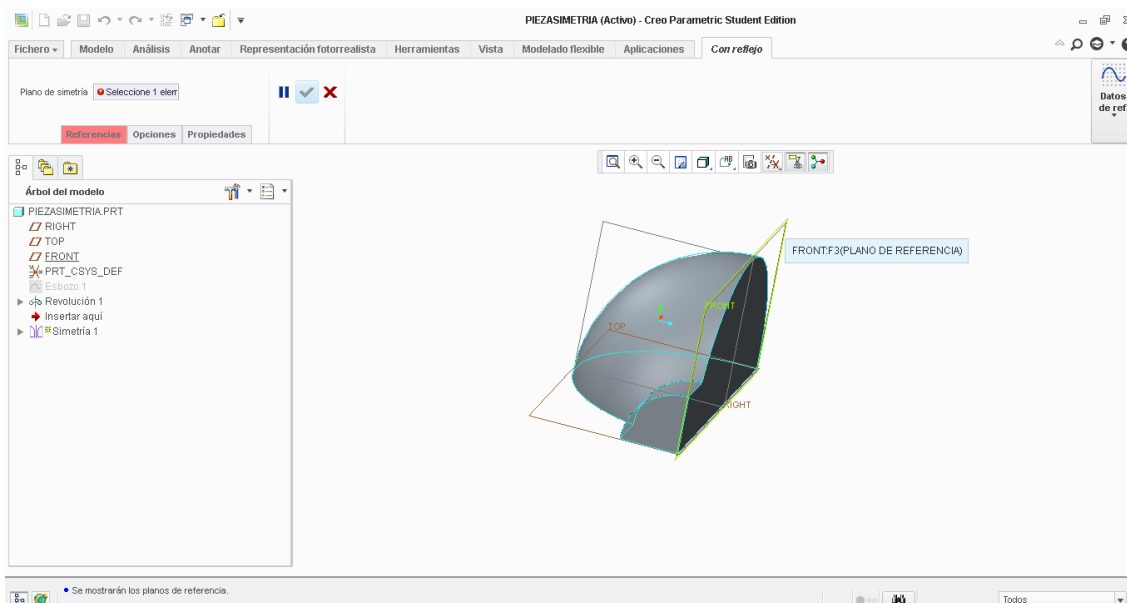 PIEZASIMETRIA (Activo) - Creo Parametric Student Edition
Fichero Modelo Análisis Anotar Representación fotorrealista Herramientas Vista Modelado flexible Aplicaciones Con reflejo
Plano de simetría Seleccione 1 elem
Datos
de ref.
Referencias Opciones Propiedades
Árbol del modelo
PIEZASIMETRIA.PRT
RIGHT
TOP
FRONT
PRT_CSYS_DEF
Esbozo 1
Revolución 1
Insertar aquí
Simetría 1
FRONT:F3(PLANO DE REFERENCIA)
FRONT
TOP
RIGHT
Se mostrarán los planos de referencia.
Todos